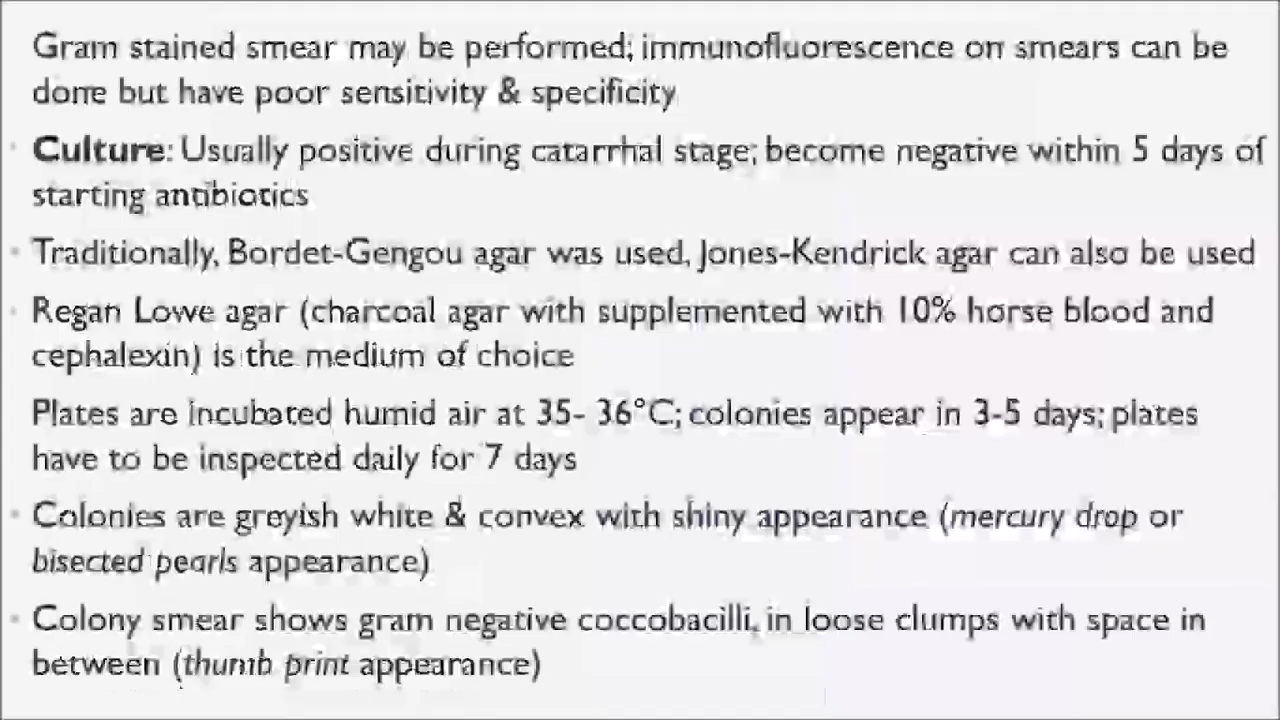 Gram stained smear may be performed; immunofluorescence on smears can be
done but have poor sensitivity & specificity
Culture: Usually positive during catarrhal stage; become negative within 5 days of
starting antibiotics
Traditionally, Bordet-Gengou agar was used, Jones-Kendrick agar can also be used
Regan Lowe agar (charcoal agar with supplemented with 10% horse blood and
cephalexin) is the medium of choice
Plates are incubated humid air at 35- 36°C; colonies appear in 3-5 days; plates
have to be inspected daily for 7 days
Colonies are greyish white & convex with shiny appearance (mercury drop or
bisected pearls appearance)
Colony smear shows gram negative coccobacilli, in loose clumps with space in
between (thumb print appearance)